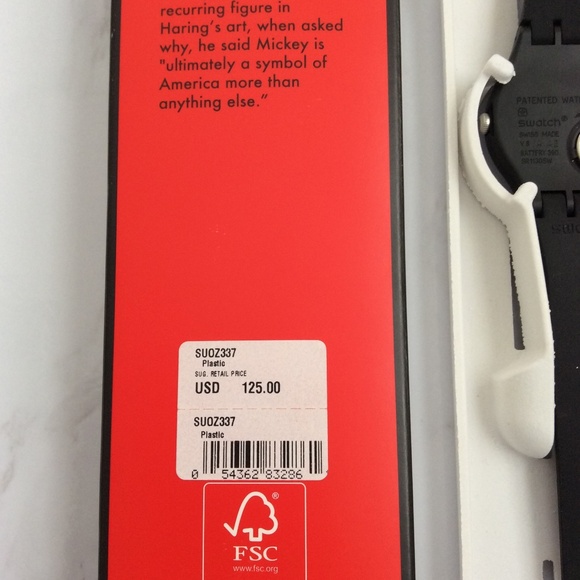 recurring figure in
Haring's art, when asked
why, he said Mickey is
"ultimately a symbol of
America more than
anything else."
SUOZ337
Plastic
SUG. RETAIL PRICE
USD 125.00
SUOZ337
Plastic
0 54362 83286
®
FSC
www.fsc.org
PATENTED WATE
swatch
SWISS MADE